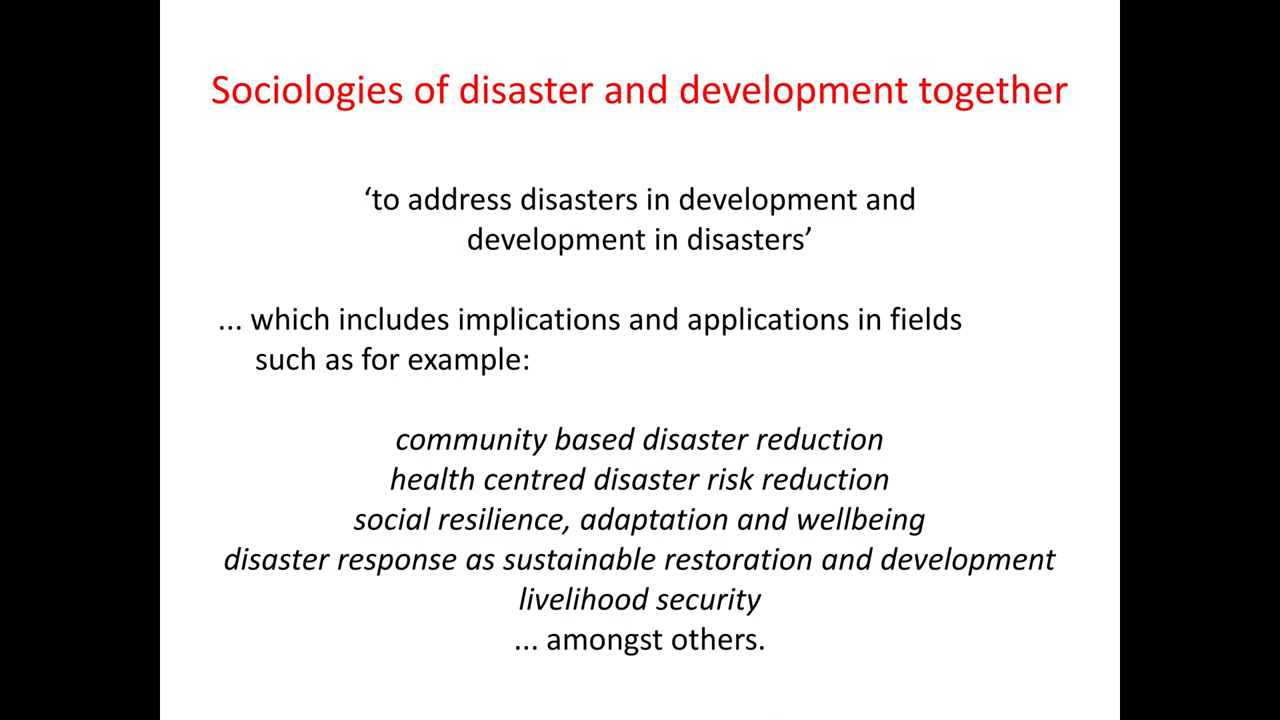 Sociologies of disaster and development together
‘to address disasters in development and
development in disasters’
... which includes implications and applications in fields
such as for example:
community based disaster reduction
health centred disaster risk reduction
social resilience, adaptation and wellbeing
disaster response as sustainable restoration and development
livelihood security
... amongst others.